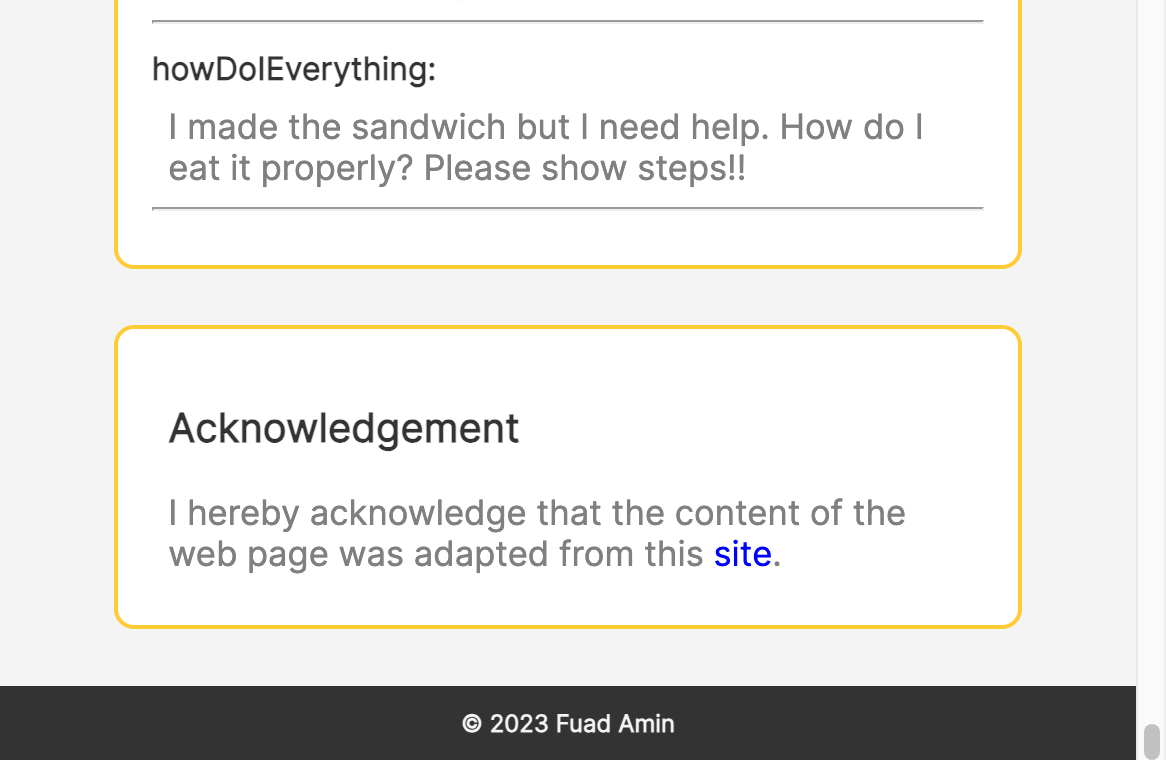 howDoIEverything:
I made the sandwich but I need help. How do I
eat it properly? Please show steps!!
Acknowledgement
I hereby acknowledge that the content of the
web page was adapted from this site.
© 2023 Fuad Amin